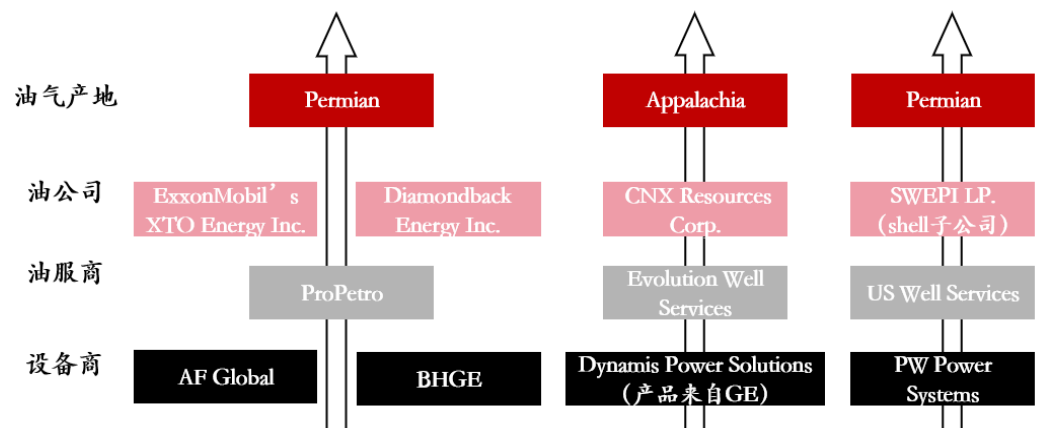 油气产地
Permian
Appalachia
Permian
油公司
ExxonMobil’s
XTO Energy Inc.
Diamondback
Energy Inc.
CNX Resources
Corp.
SWEPI LP.
（shell子公司）
油服商
ProPetro
Evolution Well
Services
US Well Services
设备商
AF Global
BHGE
Dynamis Power Solutions
（产品来自GE）
PW Power
Systems